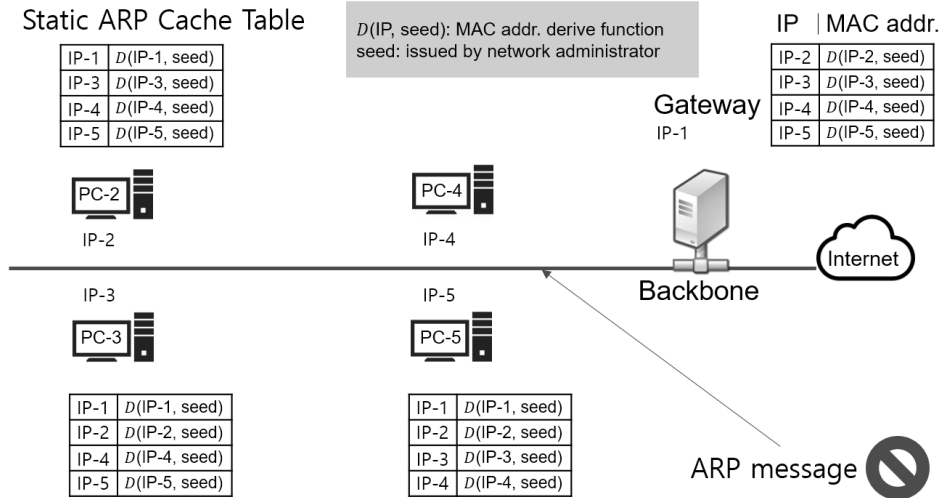 Static ARP Cache Table
IP-1 D(IP-1, seed)
IP-3 D(IP-3, seed)
IP-4 D(IP-4, seed)
IP-5 D(IP-5, seed)
D(IP, seed): MAC addr. derive function
seed: issued by network administrator
IP | MAC addr.
IP-2 D(IP-2, seed)
IP-3 D(IP-3, seed)
IP-4 D(IP-4, seed)
IP-5 D(IP-5, seed)
Gateway
IP-1
PC-2
IP-2
PC-4
IP-4
Internet
Backbone
IP-3
PC-3
IP-5
PC-5
IP-1 D(IP-1, seed)
IP-2 D(IP-2, seed)
IP-4 D(IP-4, seed)
IP-5 D(IP-5, seed)
IP-1 D(IP-1, seed)
IP-2 D(IP-2, seed)
IP-3 D(IP-3, seed)
IP-4 D(IP-4, seed)
ARP message